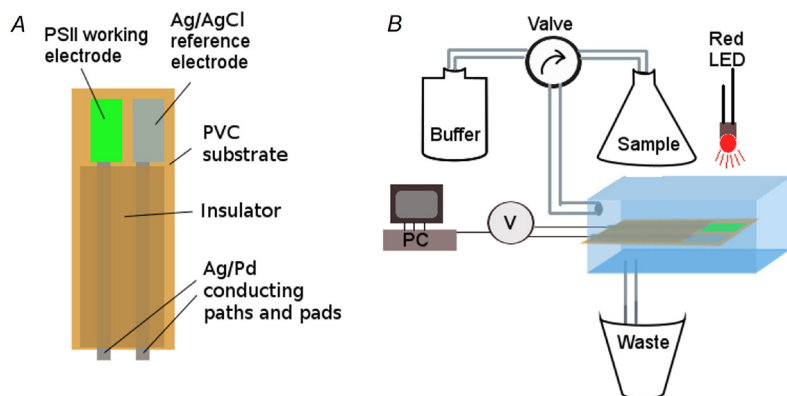 A
PSII working
electrode
Ag/AgCl
reference
electrode
PVC
substrate
Insulator
Ag/Pd
conducting
paths and pads
B
Valve
Red
LED
Buffer
Sample
PC
V
Waste